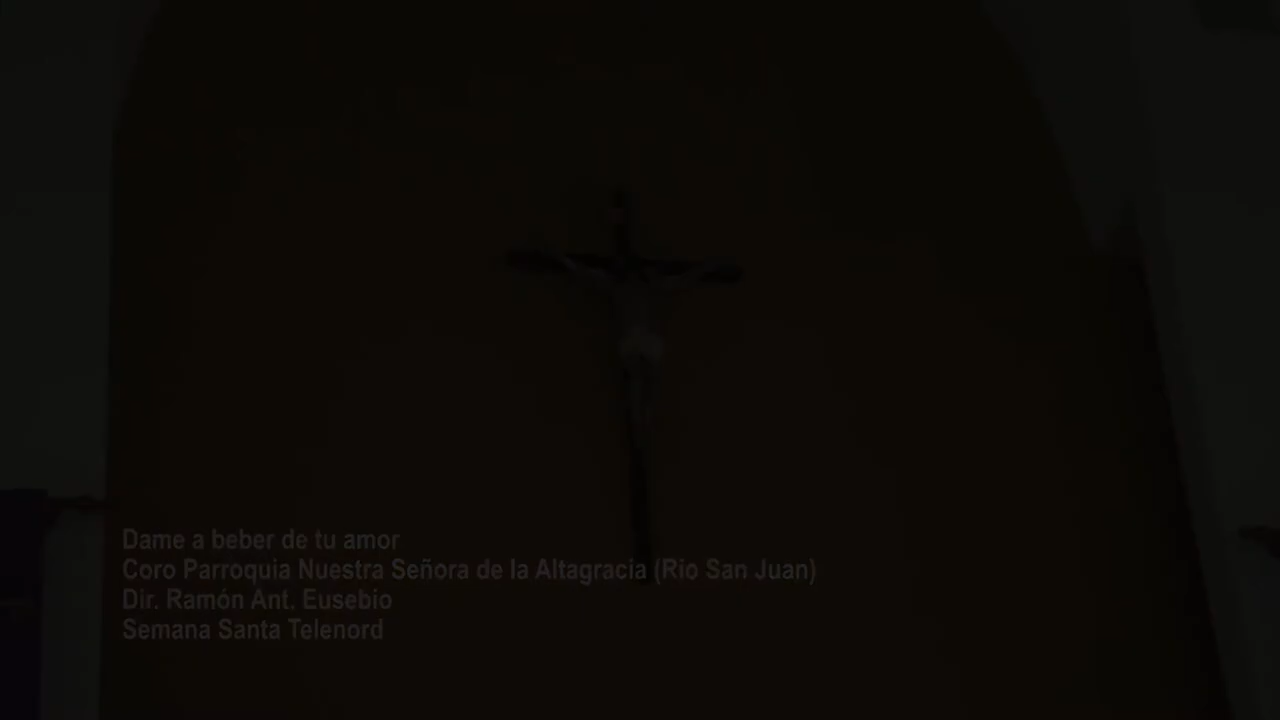 Dame a beber de tu amor
Coro Parroquia Nuestra Señora de la Altagracia (Rio San Juan)
Dir. Ramón Ant. Eusebio
Semana Santa Telenord